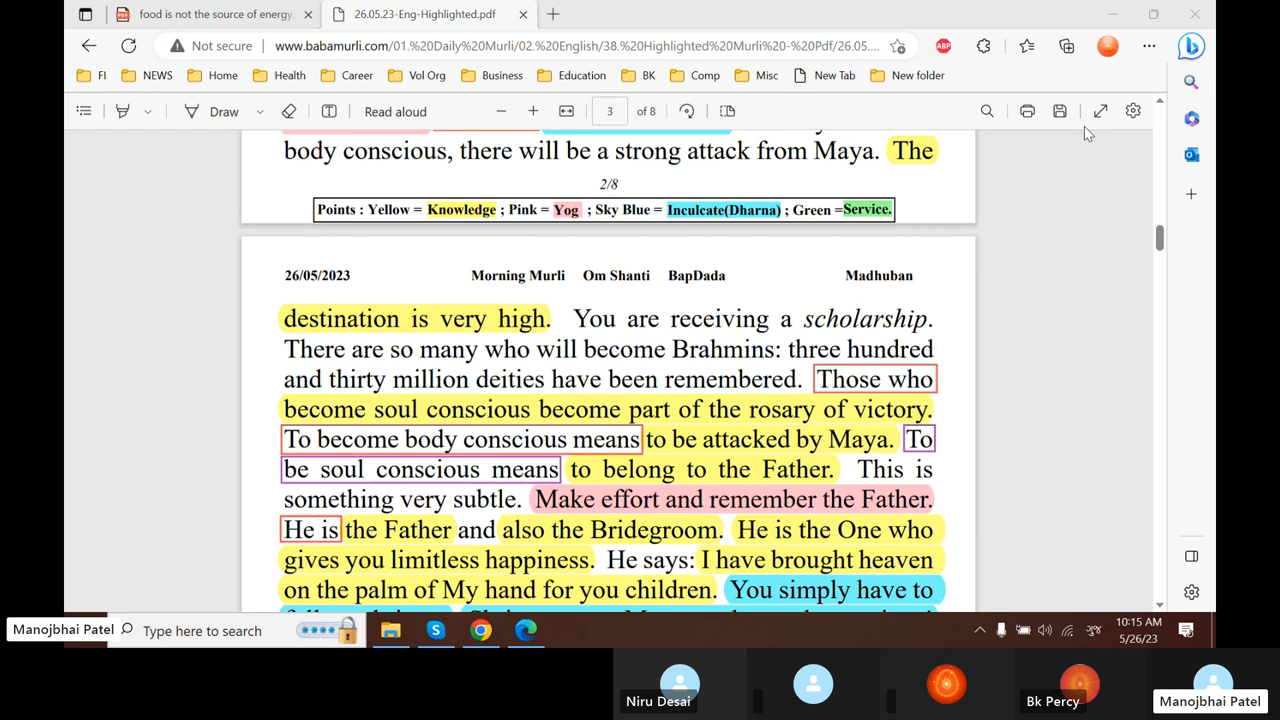 food is not the source of energy.
26.05.23-Eng-Highlighted.pdf
Not secure
www.babamurli.com/01.%20Daily%20Murli/02.%20English/38.%20Highlighted%20Murli%20-%20Pdf/26.05....
ABP
FI NEWS Home Health Career Vol Org Business Education BK Comp Misc New Tab New folder
Draw Read aloud 3 of 8
body conscious, there will be a strong attack from Maya. The
2/8
Points : Yellow = Knowledge ; Pink = Yog ; Sky Blue = Inculcate(Dharna) ; Green =Service.
26/05/2023 Morning Murli Om Shanti BapDada Madhuban
destination is very high. You are receiving a scholarship.
There are so many who will become Brahmins: three hundred
and thirty million deities have been remembered. Those who
become soul conscious become part of the rosary of victory.
To become body conscious means to be attacked by Maya. To
be soul conscious means to belong to the Father. This is
something very subtle. Make effort and remember the Father.
He is the Father and also the Bridegroom. He is the One who
gives you limitless happiness. He says: I have brought heaven
on the palm of My hand for you children. You simply have to
Manojbhai Patel
Type here to search
10:15 AM
5/26/23
Niru Desai
Bk Percy
Manojbhai Patel